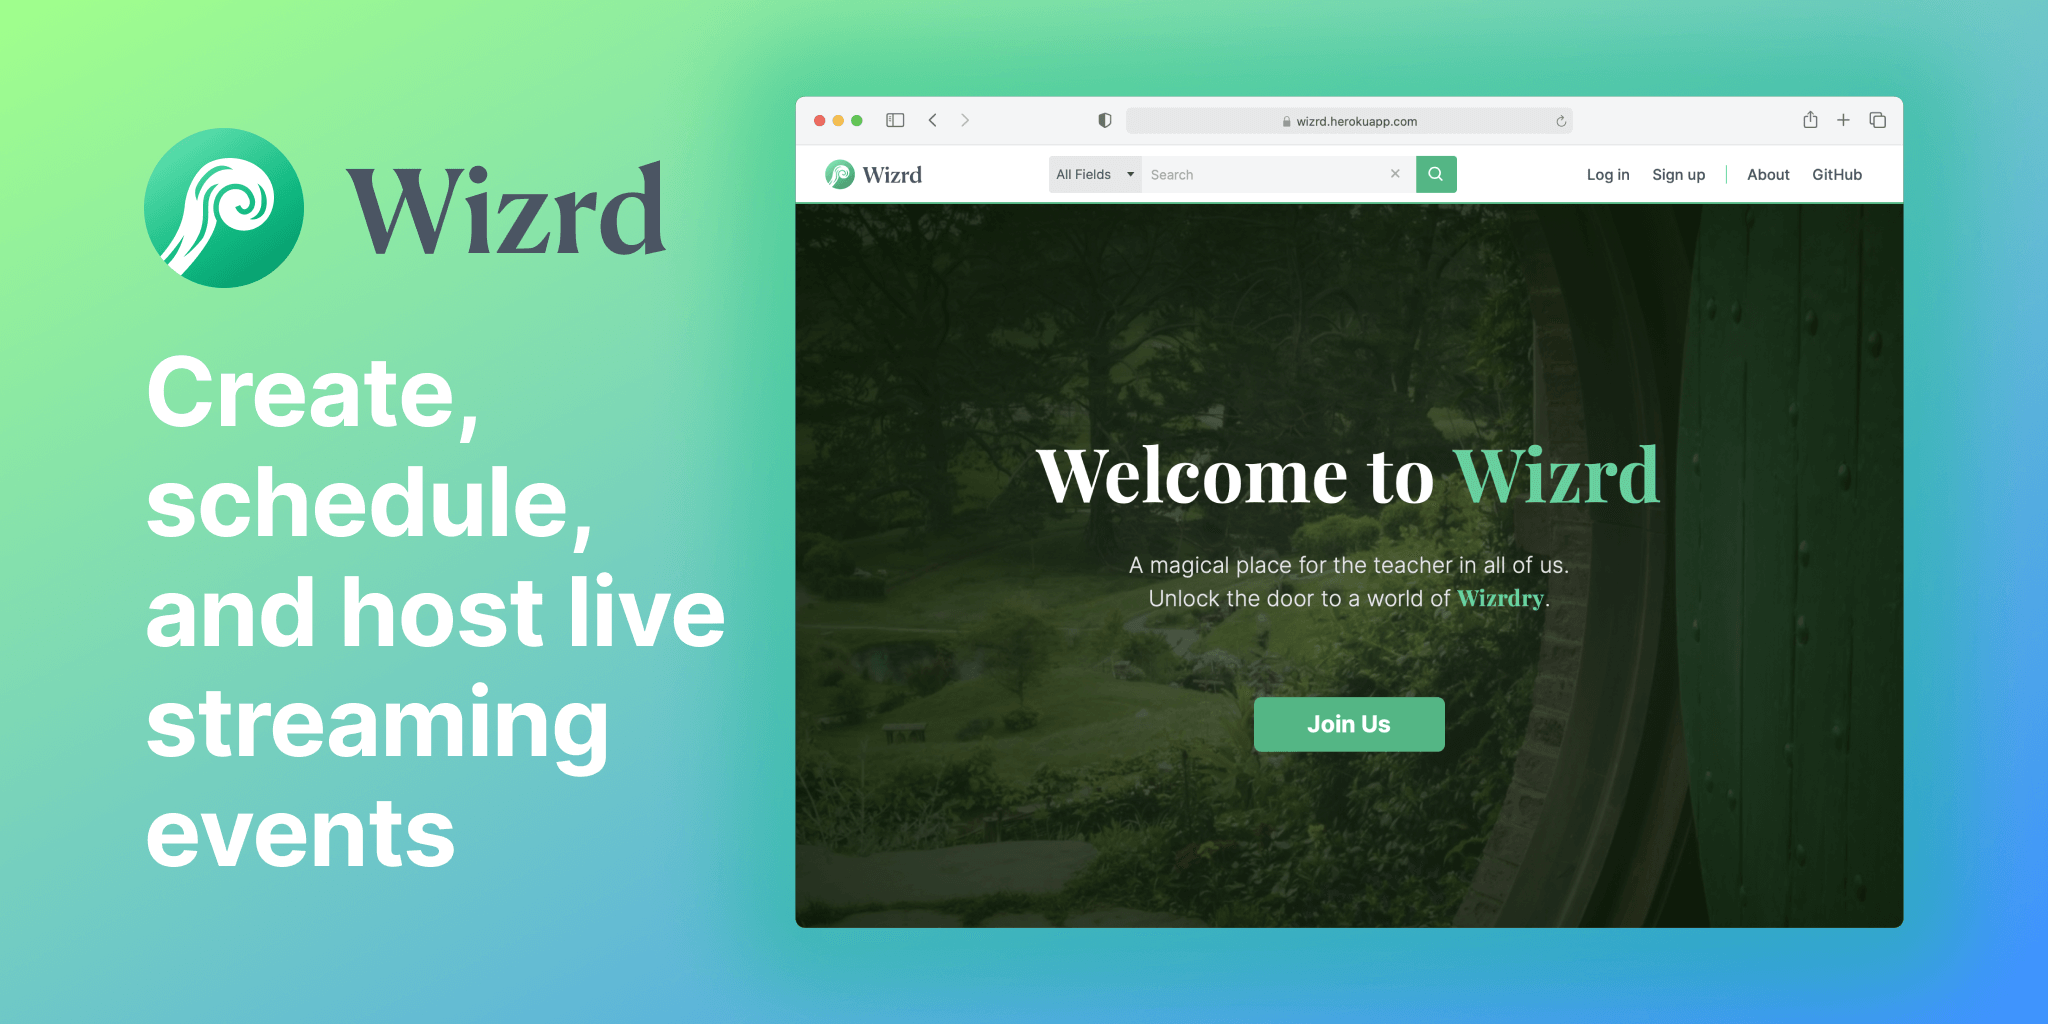 Wizrd
Create,
schedule,
and host live
streaming
events
wizrd.herokuapp.com
Wizrd
All Fields
Search
Log in
Sign up
About
GitHub
Welcome to Wizrd
A magical place for the teacher in all of us.
Unlock the door to a world of Wizrdry.
Join Us